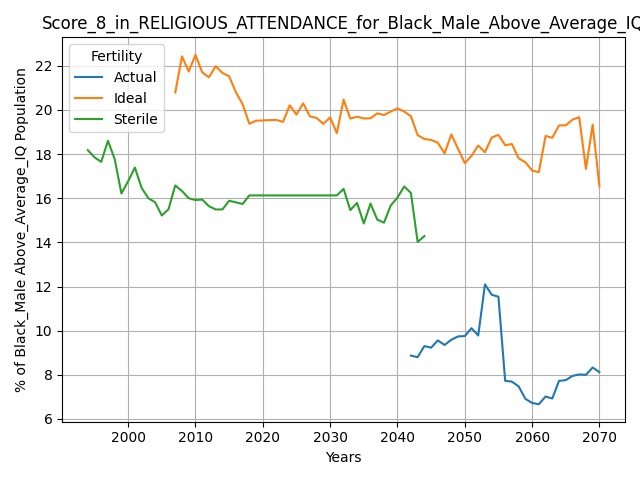 Score_8_in_RELIGIOUS_ATTENDANCE_for_Black_Male_Above_Average_IQ
% of Black_Male Above_Average_IQ Population
22
20
18
16
14
12
10
8
6
Fertility
Actual
Ideal
Sterile
2000
2010
2020
2030
2040
2050
2060
2070
Years